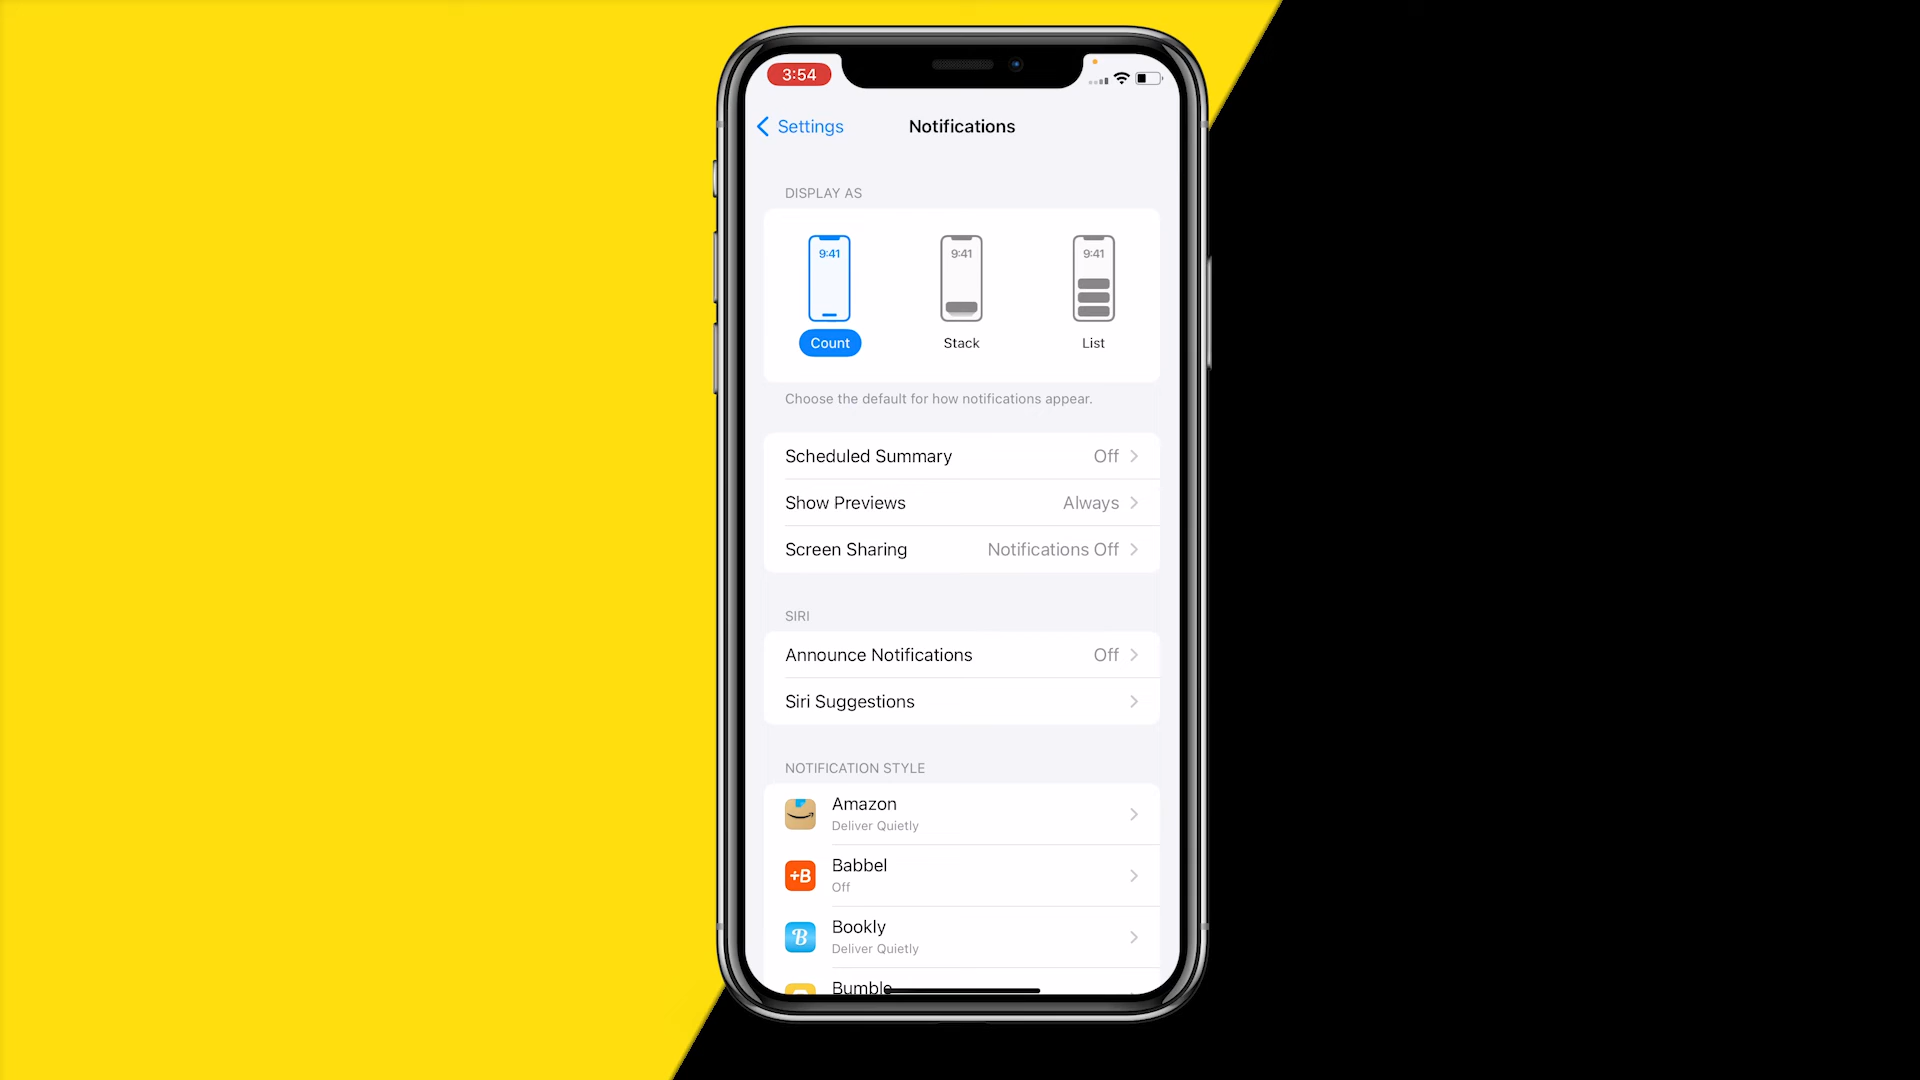 3:54
Settings
Notifications
DISPLAY AS
9:41
9:41
9:41
Count
Stack
List
Choose the default for how notifications appear.
Scheduled Summary Off
Show Previews Always
Screen Sharing Notifications Off
SIRI
Announce Notifications Off
Siri Suggestions
NOTIFICATION STYLE
Amazon
Deliver Quietly
+B
Babbel
Off
B
Bookly
Deliver Quietly
Bumble